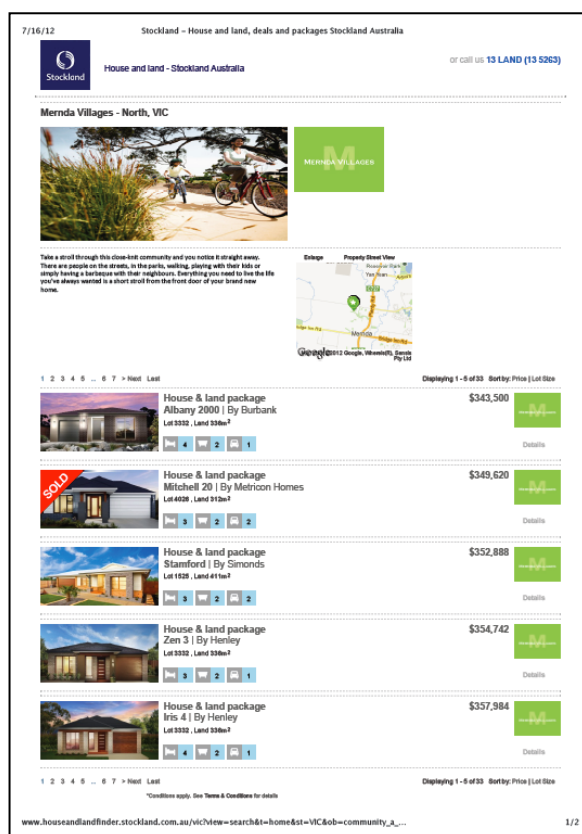 7/16/12 Stockland – House and land, deals and packages Stockland Australia
Stockland
House and land - Stockland Australia
or call us 13 LAND (13 5263)
Mernda Villages - North, VIC
M
MERNDA VILLAGES
Take a stroll through this close-knit community and you notice it straight away.
There are people on the streets, in the parks, walking, playing with their kids or
simply having a barbeque with their neighbours. Everything you need to live the life
you've always wanted is a short stroll from the front door of your brand new
home.
Enlarge Property Street View
Yan Yean
Mernda
Google
2012 Google, Whereis(R), Sensis
Pty Ltd
1 2 3 4 5 ... 6 7 > Next Last
Displaying 1 - 5 of 33 Sort by: Price | Lot Size
House & land package $343,500
Albany 2000 | By Burbank
Lot 3332 , Land 336m²
4 2 1
Details
SOLD
House & land package $349,620
Mitchell 20 | By Metricon Homes
Lot 4026 , Land 312m²
3 2 2
Details
House & land package $352,888
Stamford | By Simonds
Lot 1525 , Land 411m²
3 2 2
Details
House & land package $354,742
Zen 3 | By Henley
Lot 3332 , Land 336m²
3 2 1
Details
House & land package $357,984
Iris 4 | By Henley
Lot 3332 , Land 336m²
4 2 1
Details
1 2 3 4 5 ... 6 7 > Next Last
Displaying 1 - 5 of 33 Sort by: Price | Lot Size
*Conditions apply. See Terms & Conditions for details
www.houseandlandfinder.stockland.com.au/vic?view=search&t=home&st=VIC&ob=community_a_... 1/2